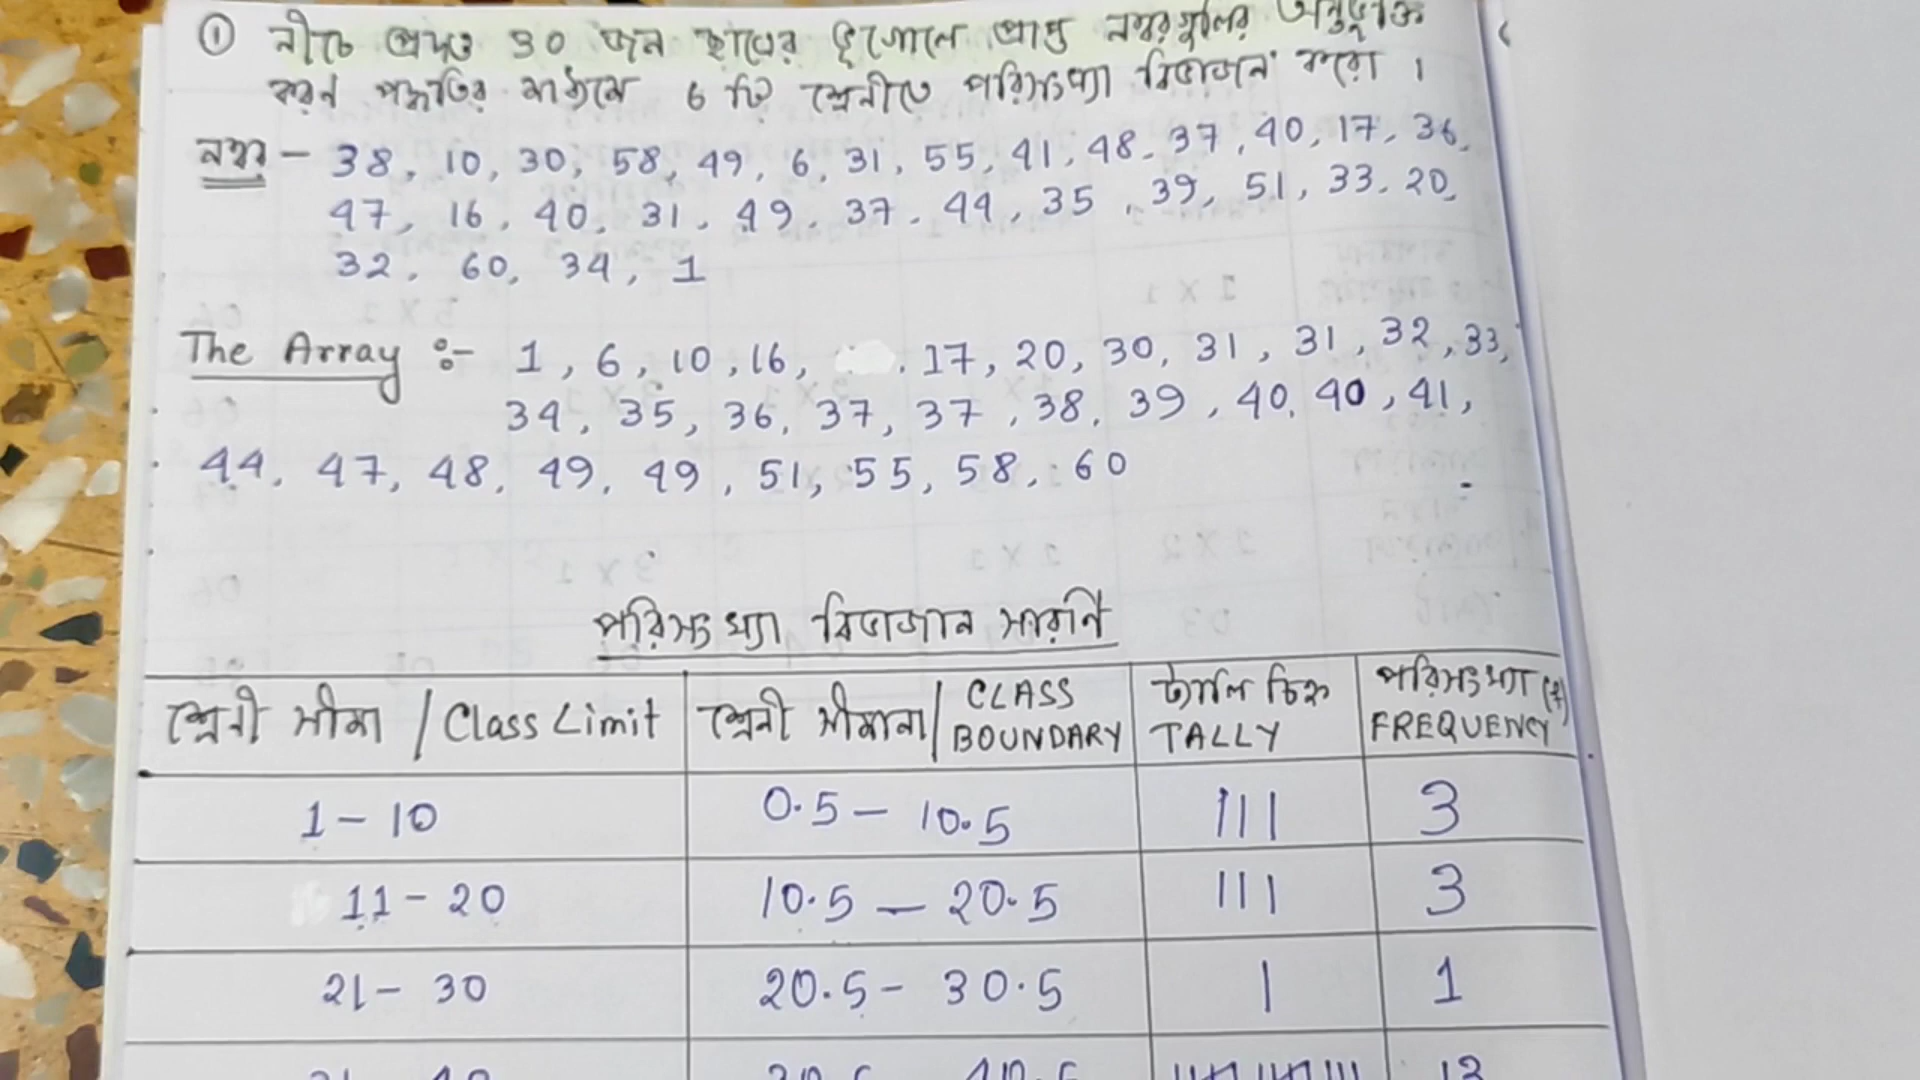 ① নীচে প্রদত্ত 30 জন ছাত্রের ভূগোলে প্রাপ্ত নম্বরগুলির অন্তর্ভুক্তি
করণ পদ্ধতির মাধ্যমে 6 টি শ্রেনীতে পরিসংখ্যা বিভাজন করো ।
নম্বর - 38, 10, 30, 58, 49, 6, 31, 55, 41, 48, 37, 40, 17, 36,
47, 16, 40, 31, 49, 37, 44, 35, 39, 51, 33, 20,
32, 60, 34, 1
The Array :- 1, 6, 10, 16, 17, 20, 30, 31, 31, 32, 33,
34, 35, 36, 37, 37, 38, 39, 40, 40, 41,
44, 47, 48, 49, 49, 51, 55, 58, 60
পরিসংখ্যা বিভাজান সারনি
শ্রেনী সীমা / Class Limit শ্রেনী সীমানা / CLASS BOUNDARY ট্যালি চিহ্ন TALLY পরিসংখ্যা (f) FREQUENCY
1 - 10 0.5 - 10.5 ||| 3
11 - 20 10.5 - 20.5 ||| 3
21 - 30 20.5 - 30.5 | 1